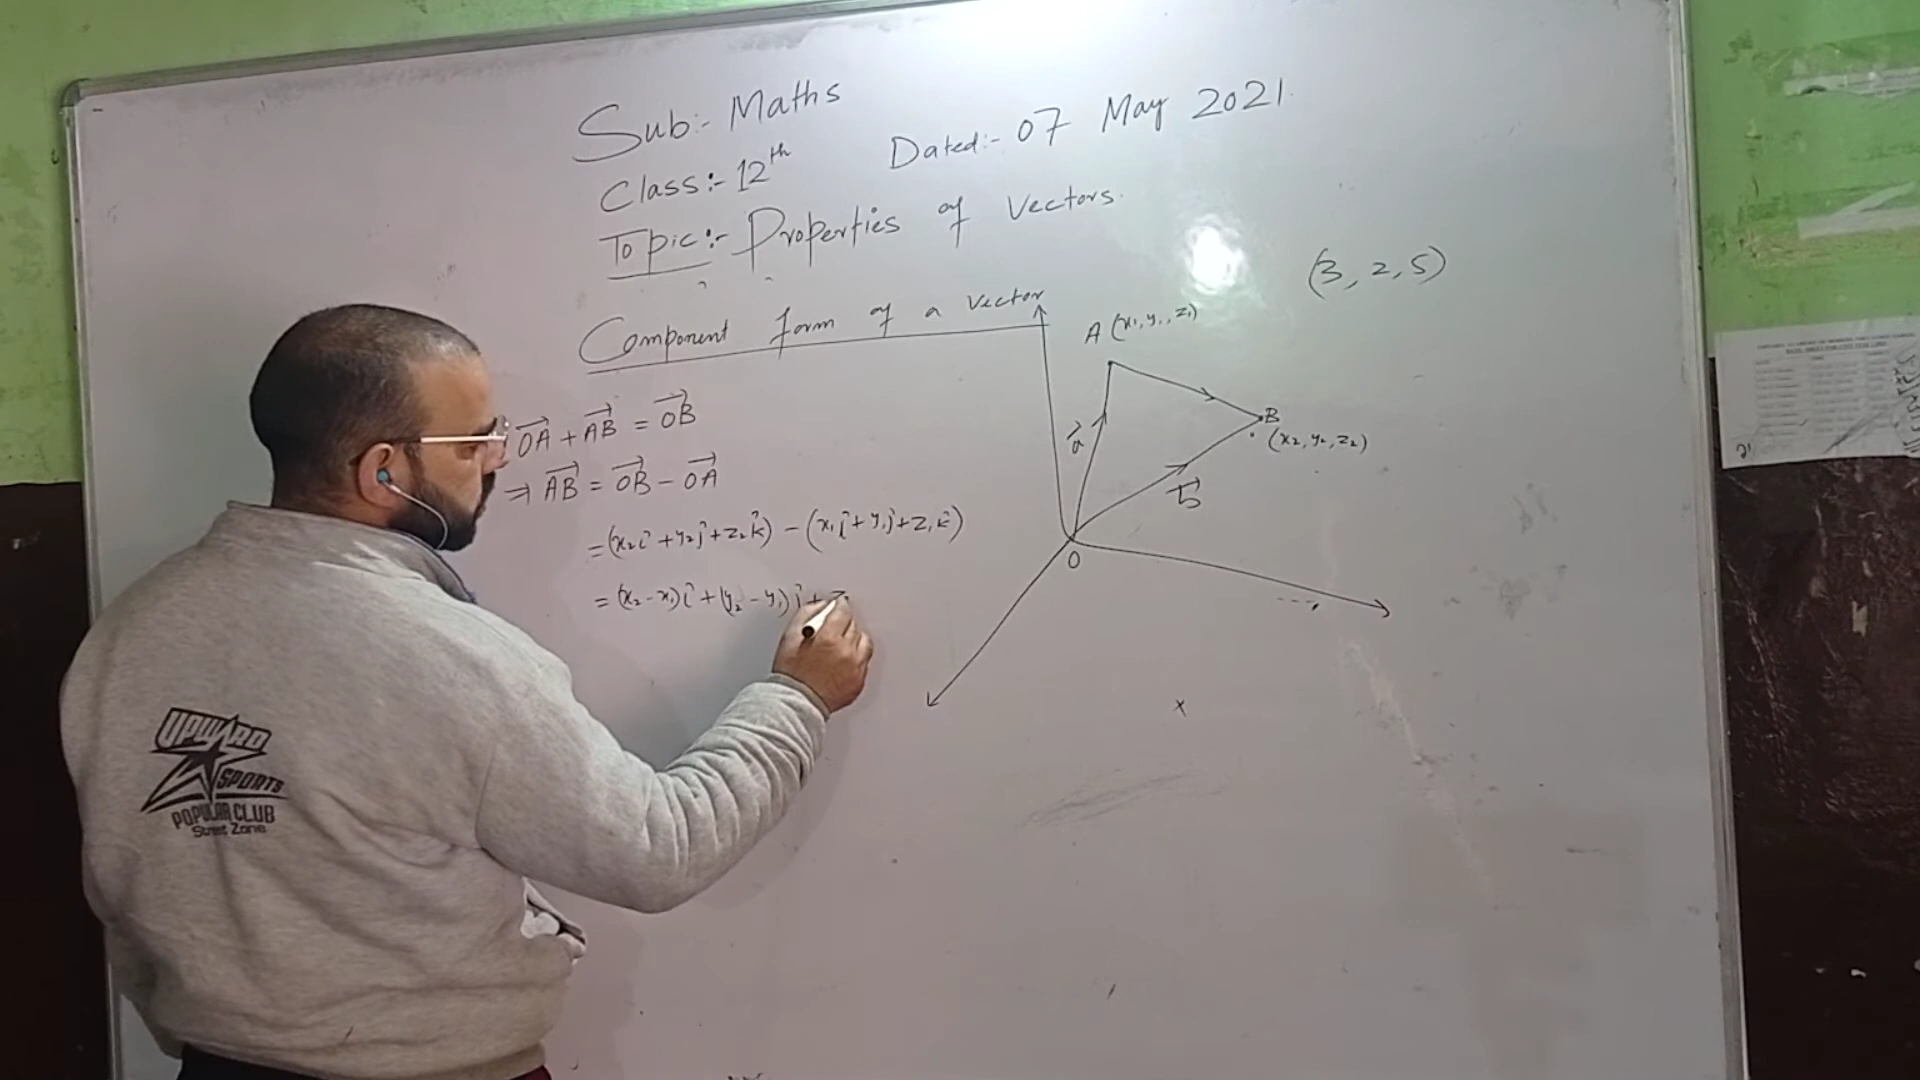 Sub:- Maths
Class:- 12th
Dated:- 07 May 2021
Topic:- Properties of Vectors.
(3, 2, 5)
Component form of a vector
A (x₁, y₁, z₁)
B
(x₂, y₂, z₂)
a⃗
b⃗
O
OA⃗ + AB⃗ = OB⃗
⇒ AB⃗ = OB⃗ - OA⃗
= (x₂î + y₂ĵ + z₂k̂) - (x₁î + y₁ĵ + z₁k̂)
= (x₂ - x₁)î + (y₂ - y₁)ĵ + z
x
UPWARD
SPORTS
POPULAR CLUB
Street Zone